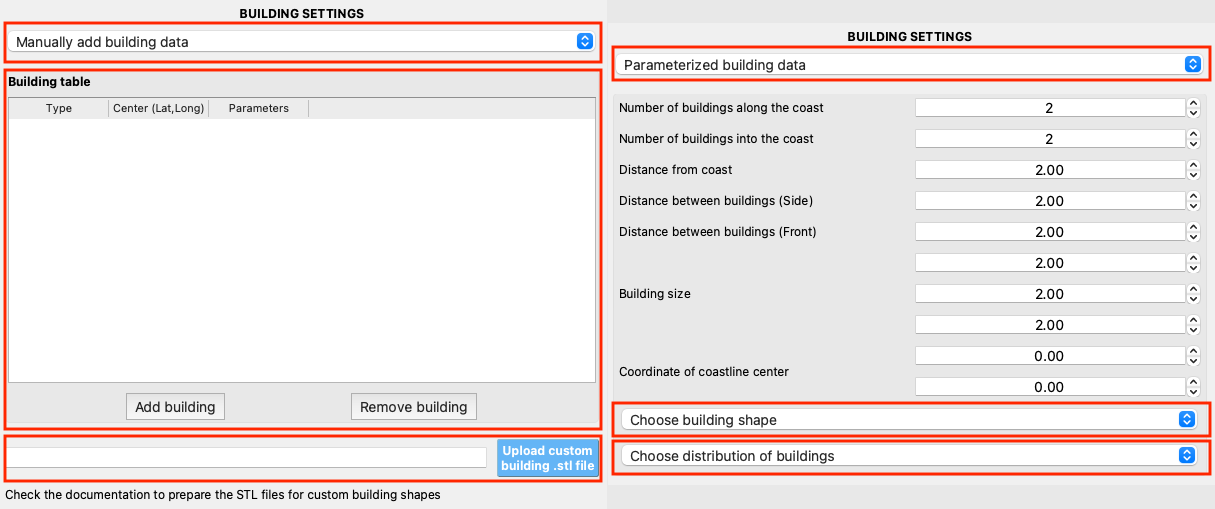 BUILDING SETTINGS
Manually add building data
Building table
Type Center (Lat,Long) Parameters
Add building Remove building
Upload custom
building .stl file
Check the documentation to prepare the STL files for custom building shapes
BUILDING SETTINGS
Parameterized building data
Number of buildings along the coast 2
Number of buildings into the coast 2
Distance from coast 2.00
Distance between buildings (Side) 2.00
Distance between buildings (Front) 2.00
2.00
Building size 2.00
2.00
0.00
Coordinate of coastline center
0.00
Choose building shape
Choose distribution of buildings